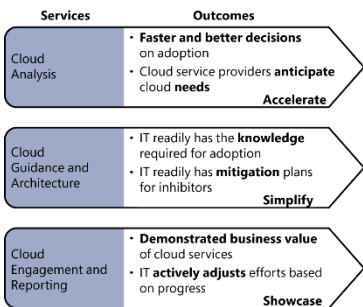 Services
Outcomes
Cloud
Analysis
• Faster and better decisions
on adoption
• Cloud service providers anticipate
cloud needs
Accelerate
Cloud
Guidance and
Architecture
• IT readily has the knowledge
required for adoption
• IT readily has mitigation plans
for inhibitors
Simplify
Cloud
Engagement and
Reporting
• Demonstrated business value
of cloud services
• IT actively adjusts efforts based
on progress
Showcase